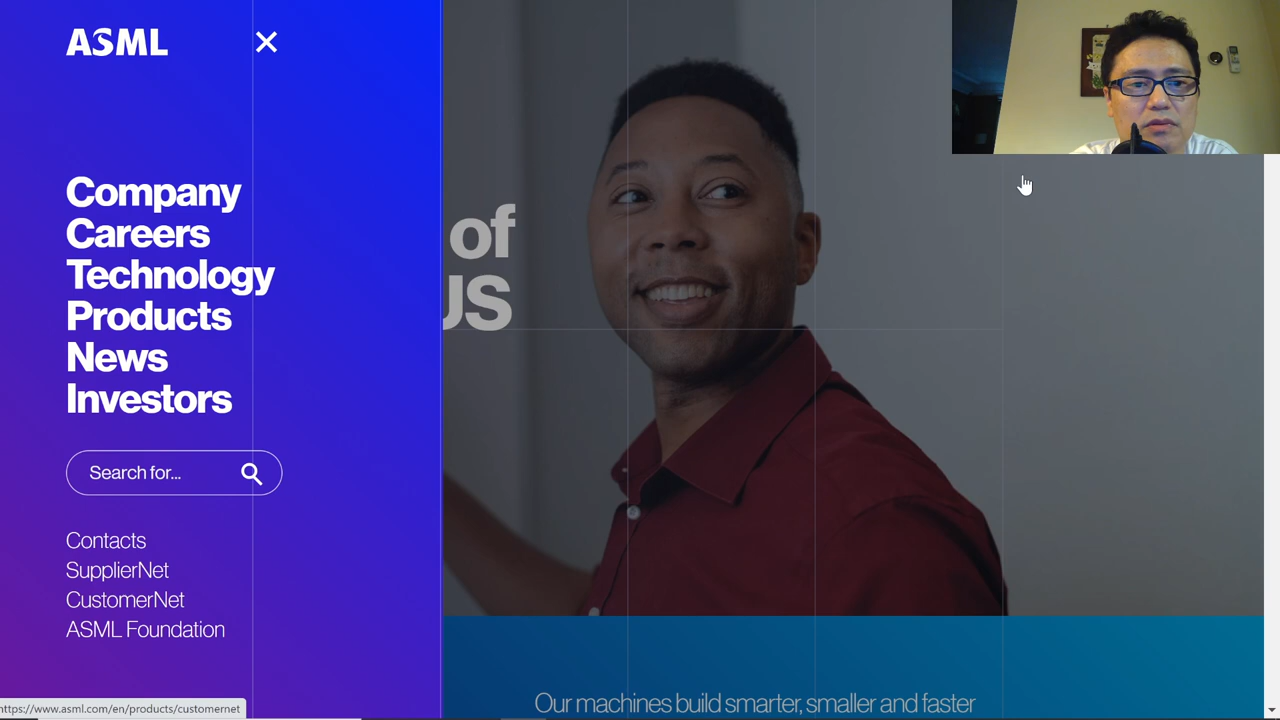 ASML
Company
Careers
Technology
Products
News
Investors
Search for...
Contacts
SupplierNet
CustomerNet
ASML Foundation
of
US
Our machines build smarter, smaller and faster
https://www.asml.com/en/products/customernet